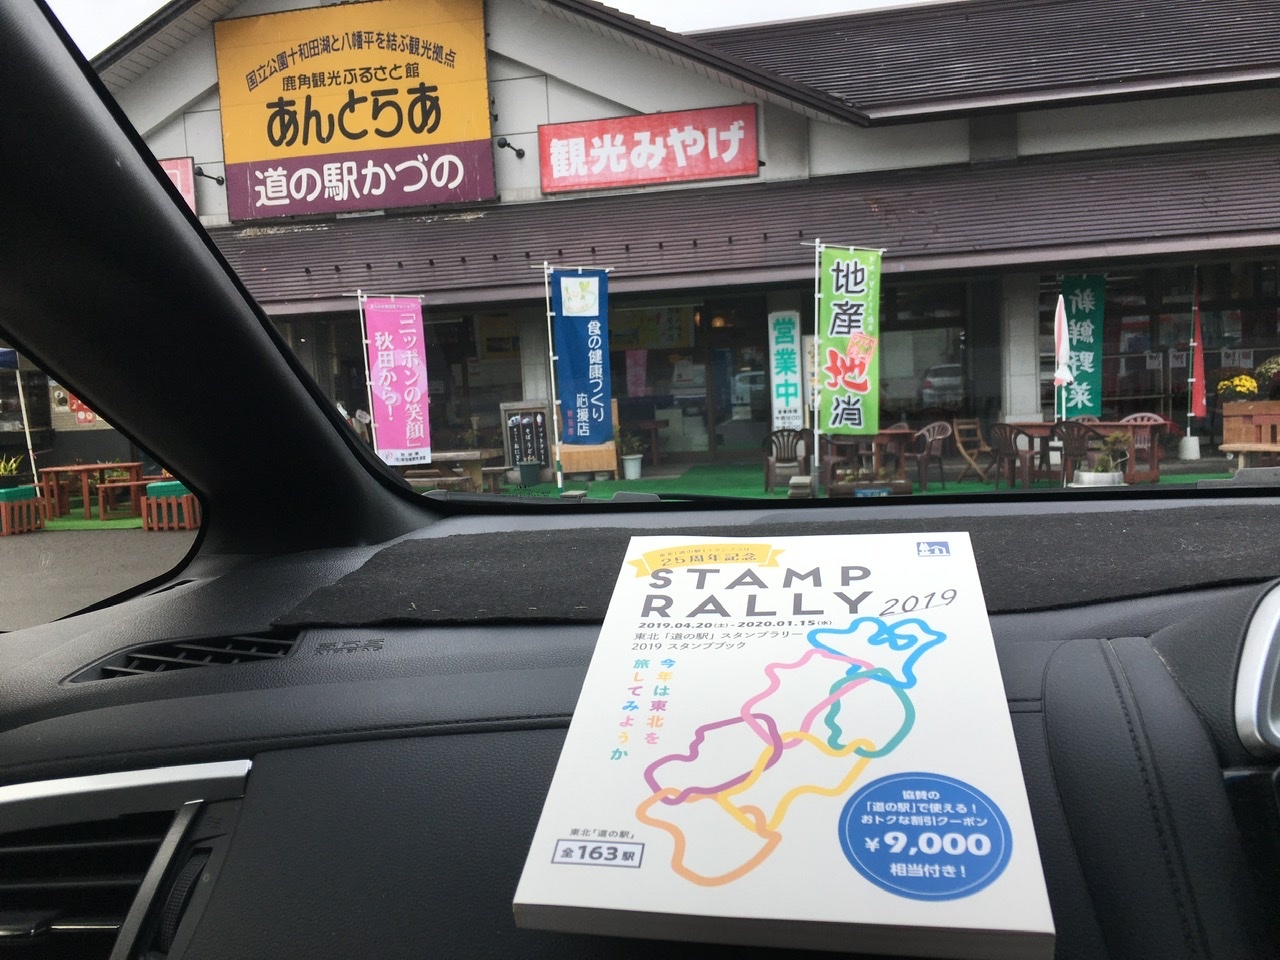 国立公園十和田湖と八幡平を結ぶ観光拠点
鹿角観光ふるさと館
あんとらあ
道の駅かづの
観光みやげ
「ニッポンの笑顔」
秋田から!
食の健康づくり
応援店
営業中
地産地消
新鮮野菜
25周年記念
STAMP
RALLY 2019
2019.04.20(土)-2020.01.15(水)
東北「道の駅」スタンプラリー
2019 スタンプブック
今年は東北を
旅してみようか
東北「道の駅」
全163駅
協賛の
「道の駅」で使える!
おトクな割引クーポン
¥9,000
相当付き!